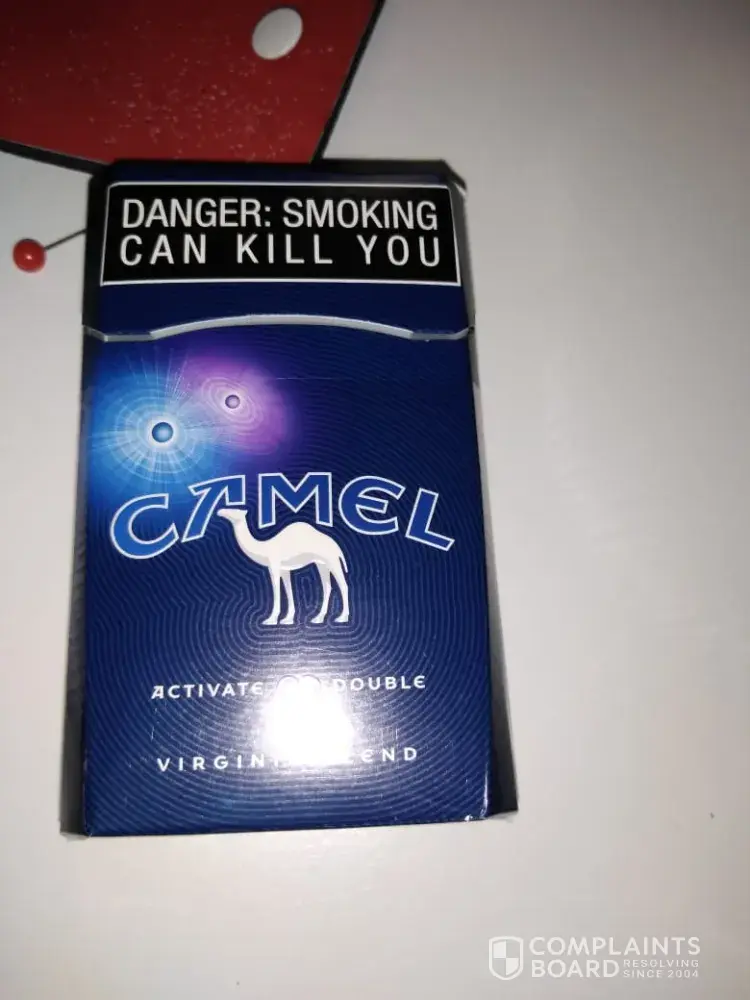 DANGER: SMOKING
CAN KILL YOU
CAMEL
ACTIVATE DOUBLE
COMPLAINTS
BOARD RESOLVING
SINCE 2004